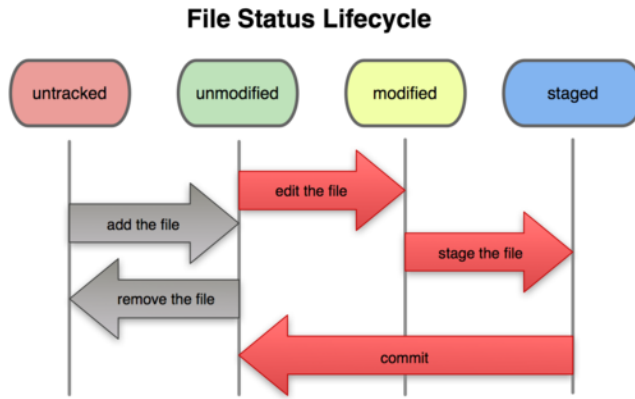 File Status Lifecycle
untracked
unmodified
modified
staged
edit the file
add the file
stage the file
remove the file
commit